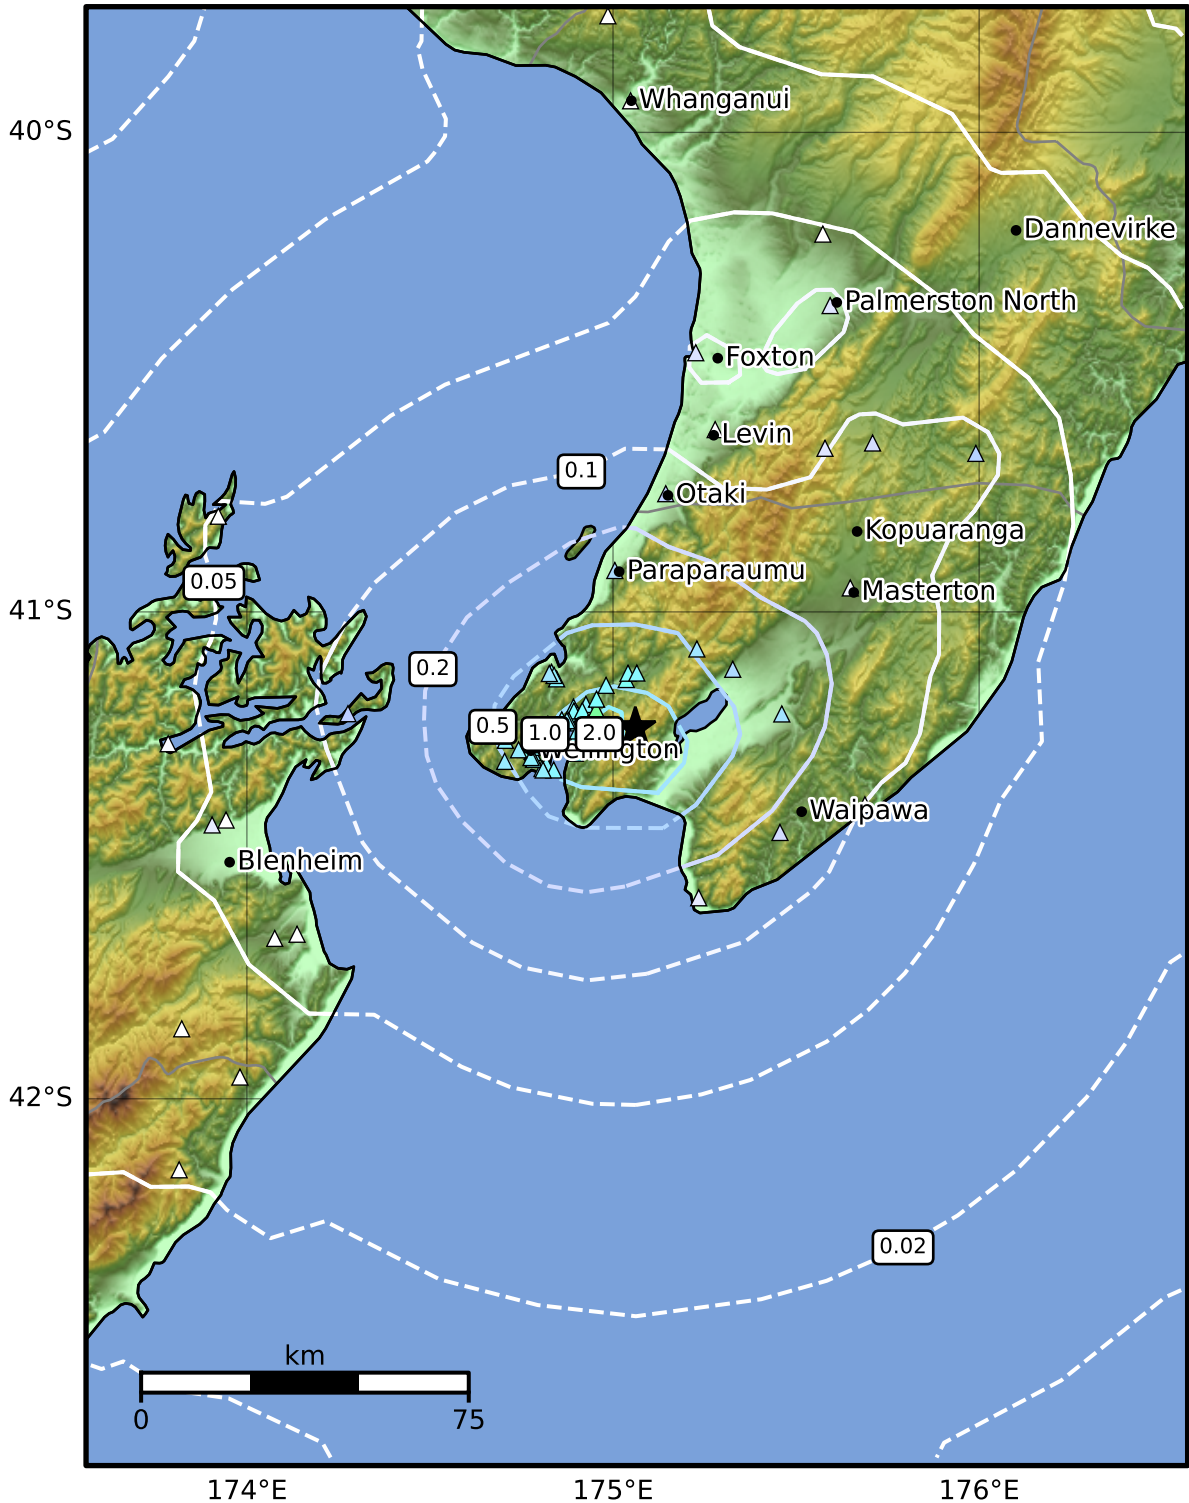 Whanganui
40°S
Dannevirke
Palmerston North
Foxton
Levin
0.1
Otaki
Kopuaranga
Paraparaumu
0.05
Masterton
41°S
0.2
0.5
1.0
2.0
Wellington
Waipawa
Blenheim
42°S
0.02
km
0
75
174°E
175°E
176°E